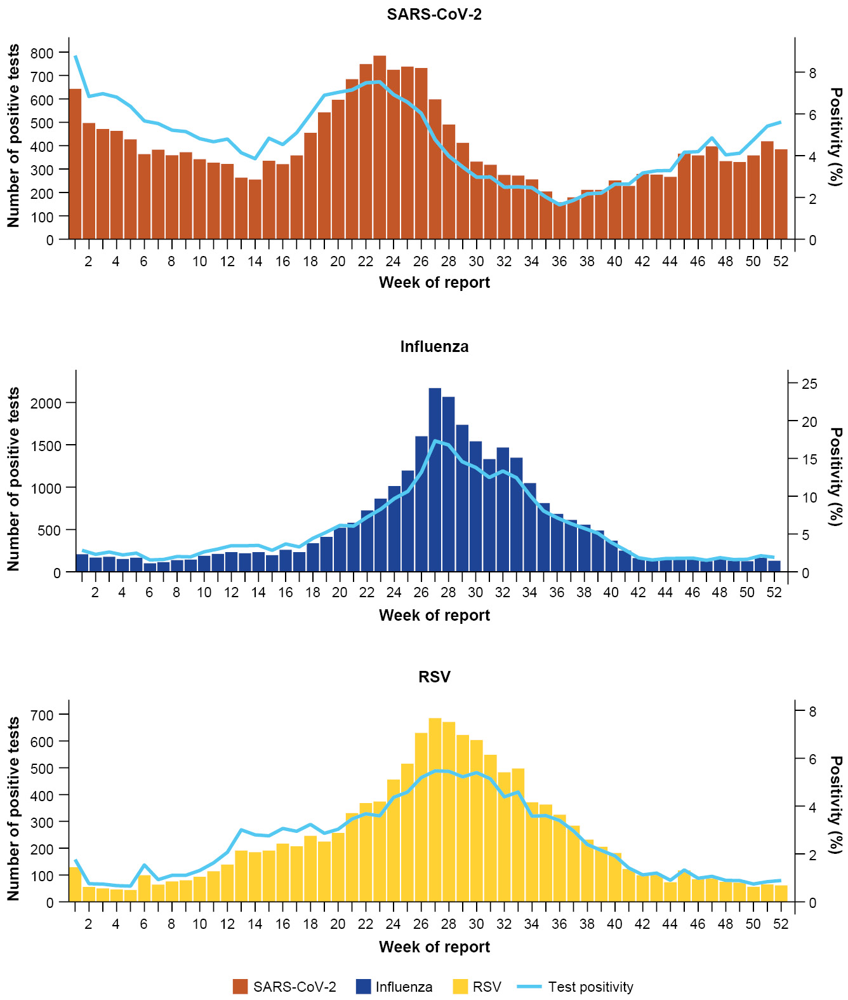 SARS-CoV-2
Number of positive tests
800
700
600
500
400
300
200
100
0
8
6
4
2
0
Positivity (%)
2 4 6 8 10 12 14 16 18 20 22 24 26 28 30 32 34 36 38 40 42 44 46 48 50 52
Week of report
Influenza
Number of positive tests
2000
1500
1000
500
0
25
20
15
10
5
0
Positivity (%)
2 4 6 8 10 12 14 16 18 20 22 24 26 28 30 32 34 36 38 40 42 44 46 48 50 52
Week of report
RSV
Number of positive tests
700
600
500
400
300
200
100
0
8
6
4
2
0
Positivity (%)
2 4 6 8 10 12 14 16 18 20 22 24 26 28 30 32 34 36 38 40 42 44 46 48 50 52
Week of report
SARS-CoV-2 Influenza RSV Test positivity